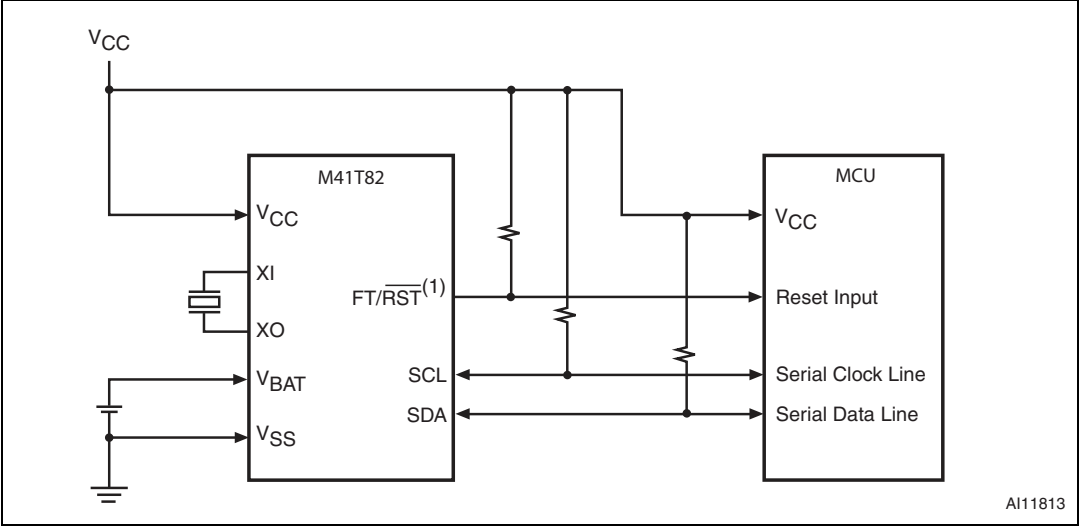 VCC
M41T82
MCU
VCC
VCC
XI
FT/RST(1)
Reset Input
XO
VBAT
SCL
Serial Clock Line
SDA
Serial Data Line
VSS
AI11813